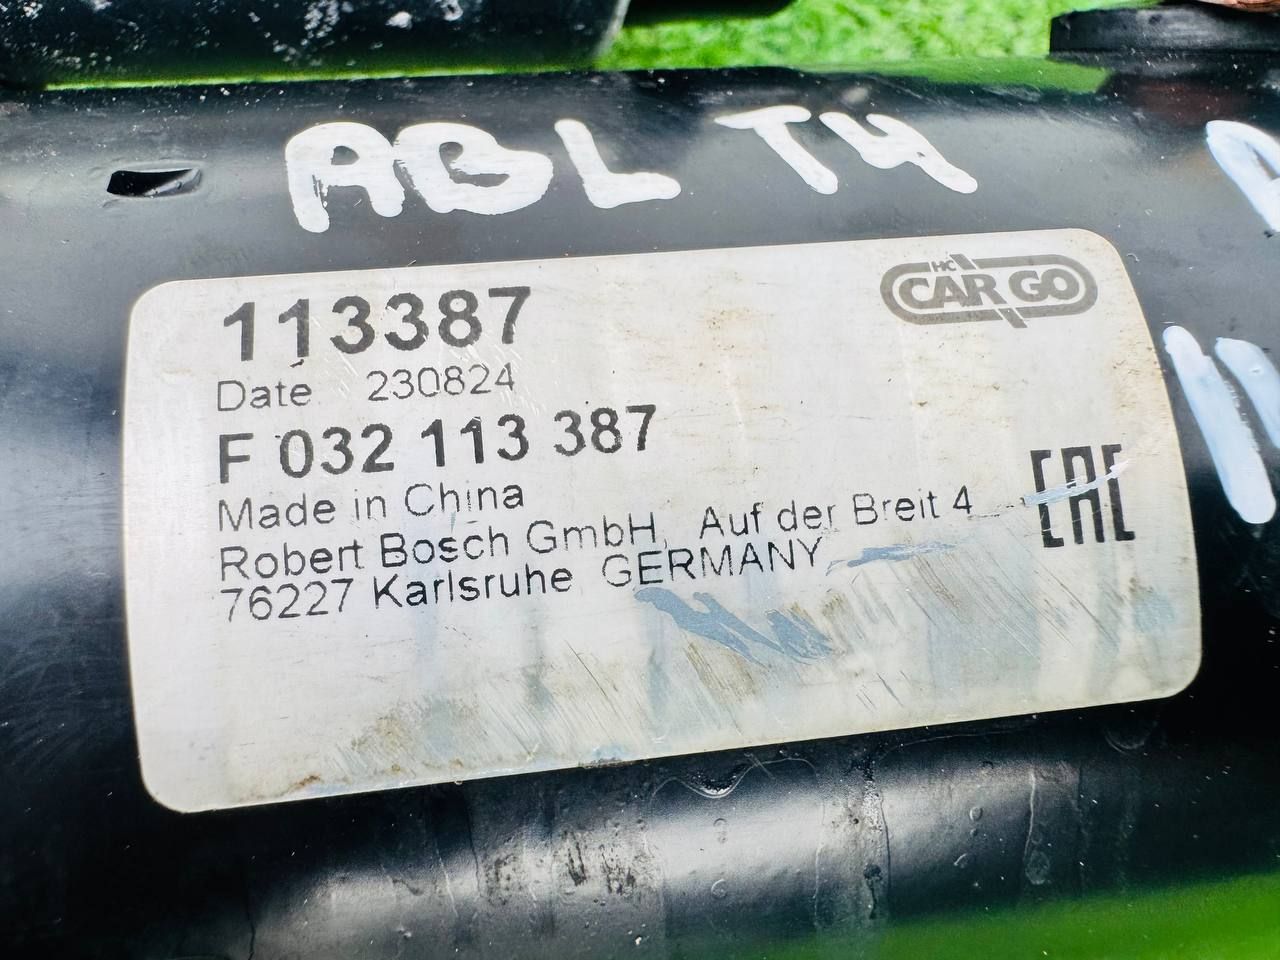 ABL T4
HC
CARGO
113387
Date 230824
F 032 113 387
Made in China
Robert Bosch GmbH, Auf der Breit 4
76227 Karlsruhe GERMANY
EAC